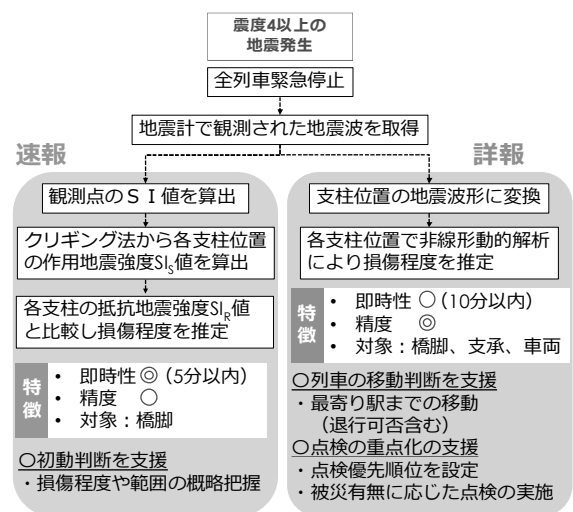 震度4以上の
地震発生
全列車緊急停止
地震計で観測された地震波を取得
速報
観測点のＳＩ値を算出
クリギング法から各支柱位置
の作用地震強度SIS値を算出
各支柱の抵抗地震強度SIR値
と比較し損傷程度を推定
特徴
・ 即時性 ◎（5分以内）
・ 精度 ○
・ 対象：橋脚
○初動判断を支援
・損傷程度や範囲の概略把握
詳報
支柱位置の地震波形に変換
各支柱位置で非線形動的解析
により損傷程度を推定
特徴
・ 即時性 ○（10分以内）
・ 精度 ◎
・ 対象：橋脚、支承、車両
○列車の移動判断を支援
・最寄り駅までの移動
（退行可否含む）
○点検の重点化の支援
・点検優先順位を設定
・被災有無に応じた点検の実施